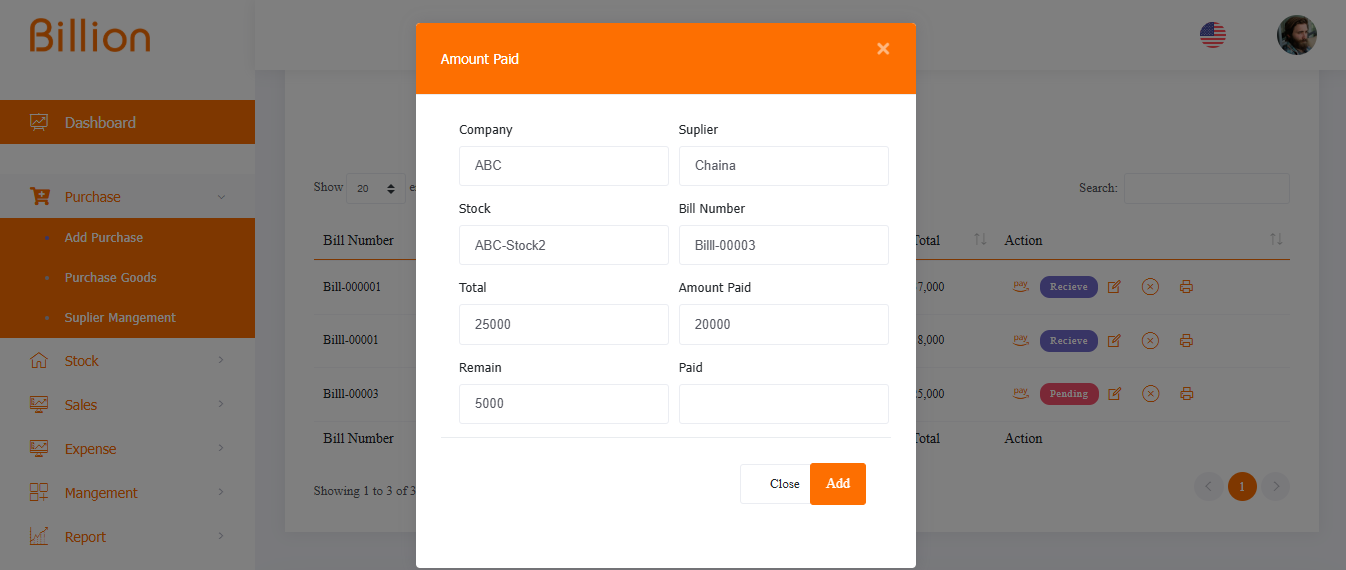 Billion
Amount Paid
×
Dashboard
Company
Suplier
ABC
Chaina
Show 20
Search:
Purchase
Stock
Bill Number
Add Purchase
ABC-Stock2
Billl-00003
Bill Number
Action
Purchase Goods
Total
Amount Paid
Bill-000001
7,000
pay
Recieve
Suplier Mangement
25000
20000
Billl-00001
8,000
pay
Recieve
Stock
Remain
Paid
Billl-00003
5,000
pay
Pending
Sales
5000
Bill Number
Action
Expense
Close
Add
Mangement
Showing 1 to 3 of 3
1
Report